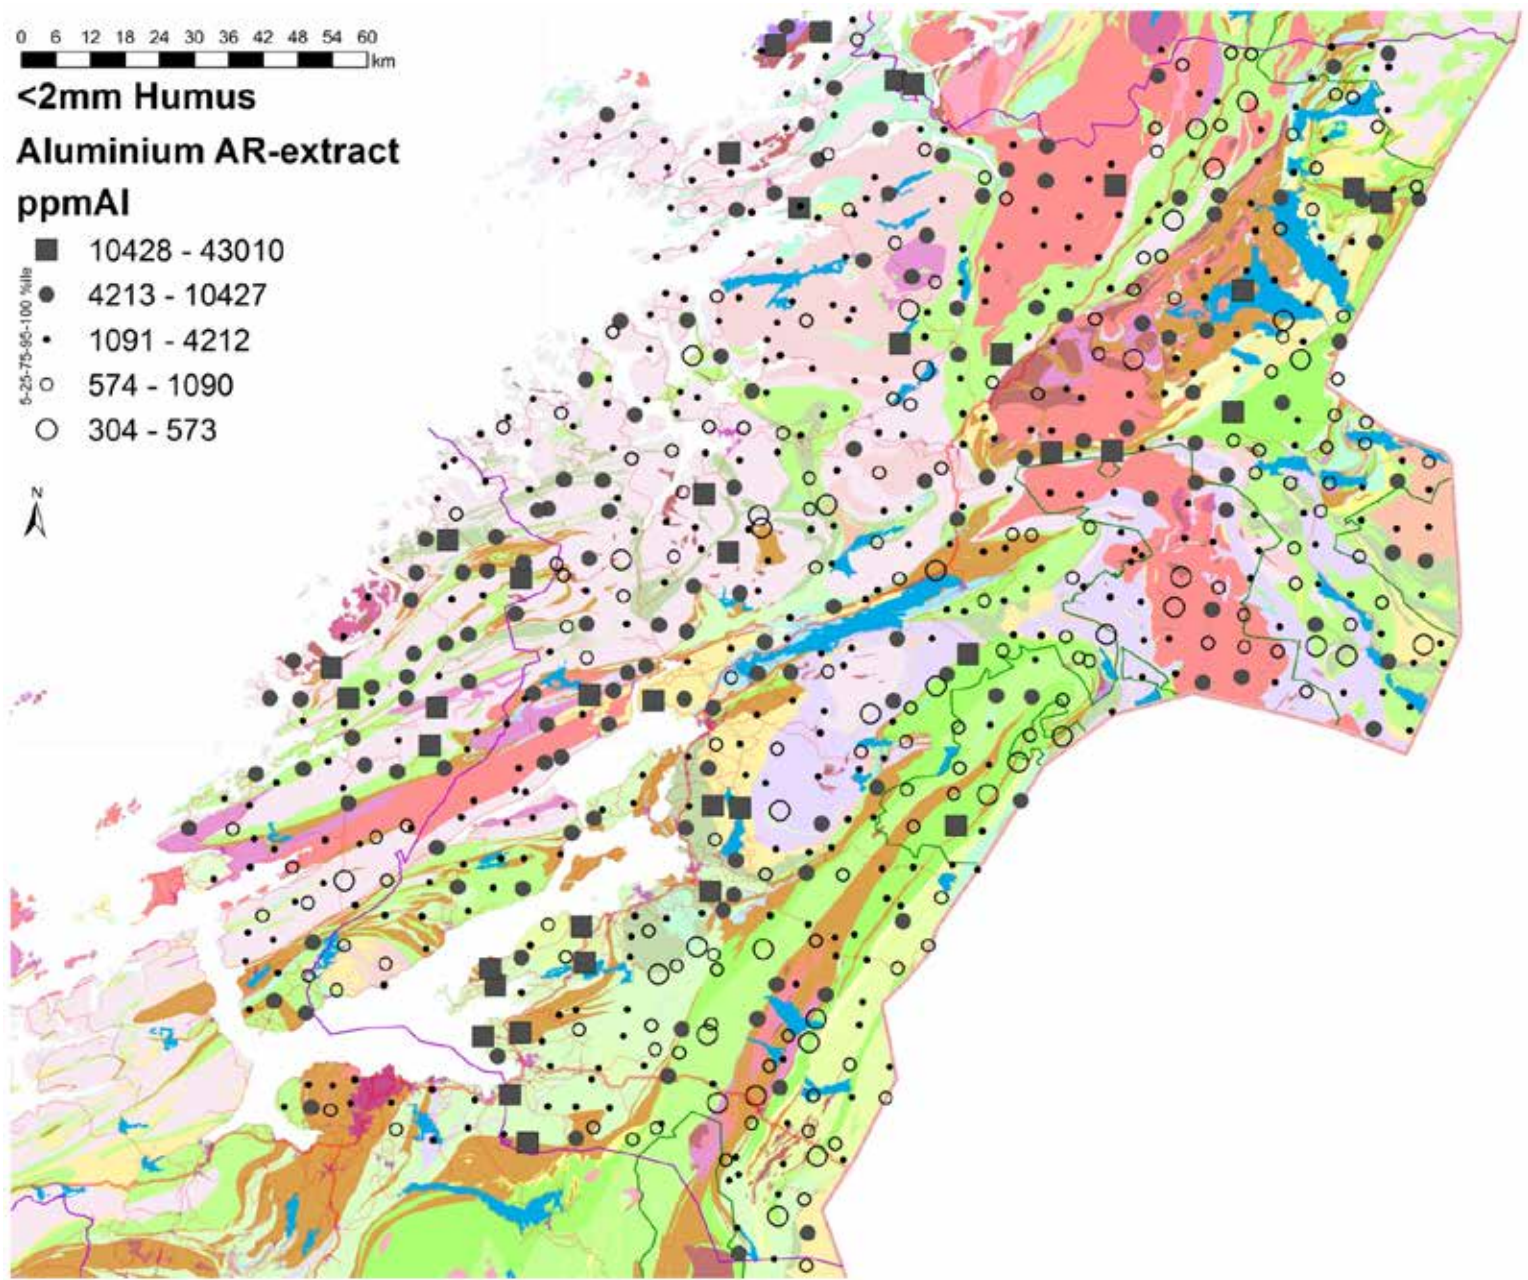 0 6 12 18 24 30 36 42 48 54 60
km
<2mm Humus
Aluminium AR-extract
ppmAl
10428 - 43010
4213 - 10427
1091 - 4212
574 - 1090
304 - 573
5-25-75-95-100 %ile
N